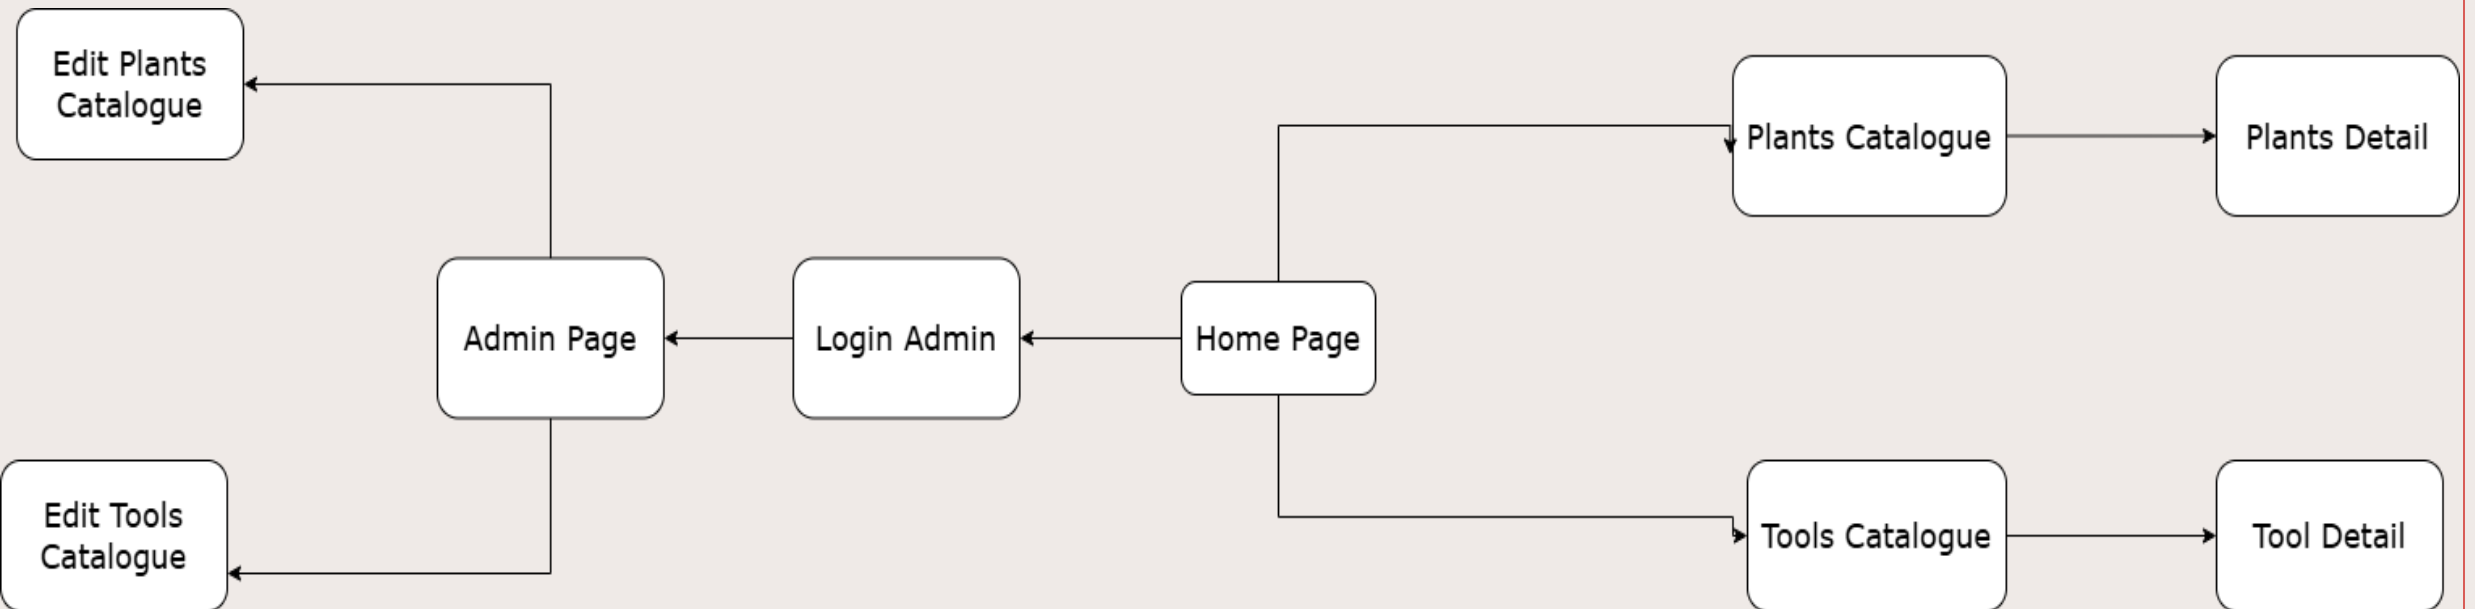 Edit Plants
Catalogue
Plants Catalogue
Plants Detail
Admin Page
Login Admin
Home Page
Edit Tools
Catalogue
Tools Catalogue
Tool Detail